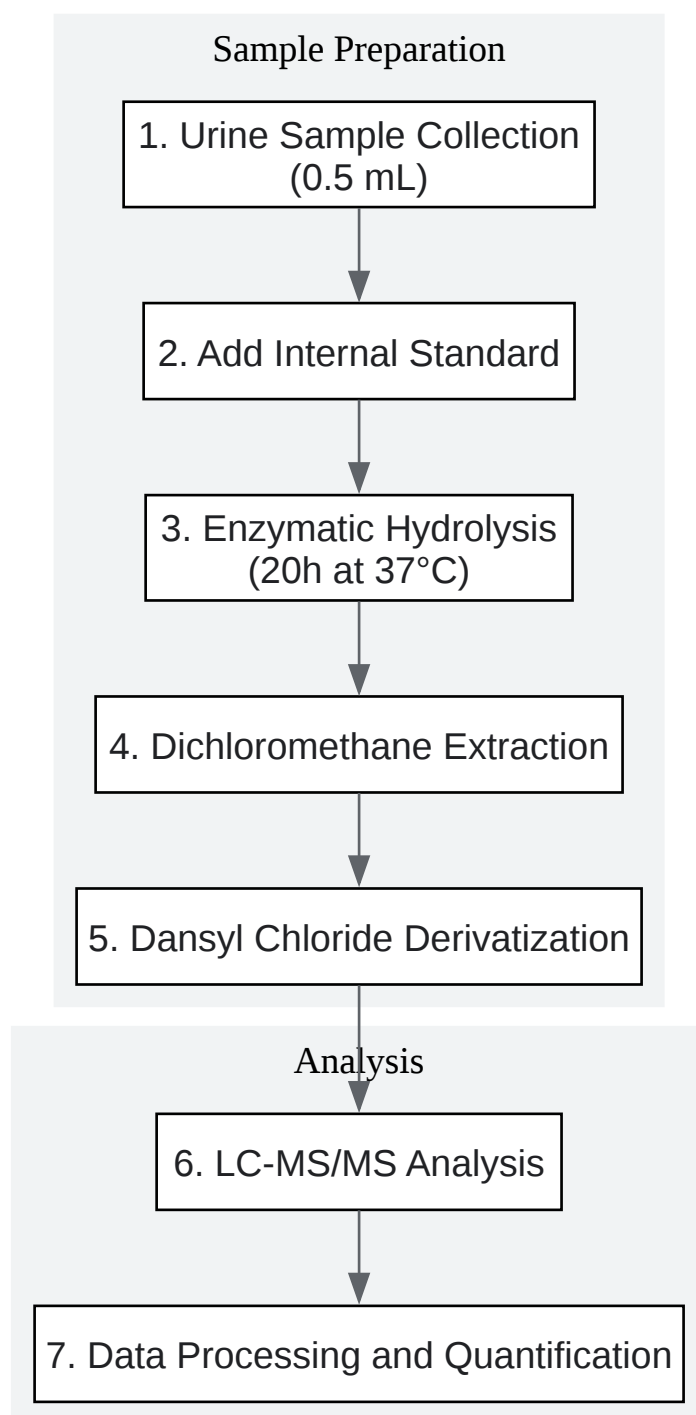 Sample Preparation
1. Urine Sample Collection
(0.5 mL)
2. Add Internal Standard
3. Enzymatic Hydrolysis
(20h at 37°C)
4. Dichloromethane Extraction
5. Dansyl Chloride Derivatization
Analysis
6. LC-MS/MS Analysis
7. Data Processing and Quantification